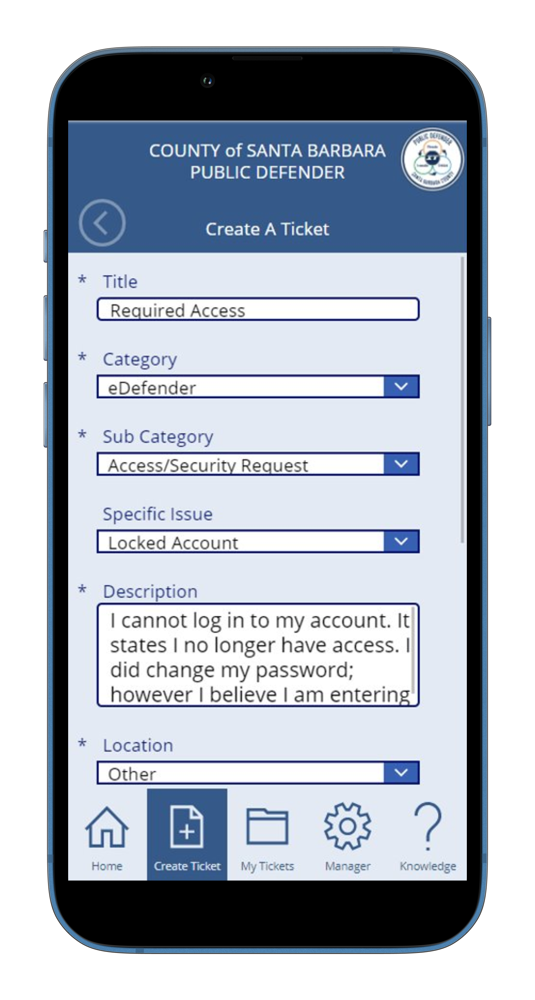 COUNTY of SANTA BARBARA
PUBLIC DEFENDER
PUBLIC DEFENDER
SANTA BARBARA COUNTY
Create A Ticket
* Title
Required Access
* Category
eDefender
* Sub Category
Access/Security Request
Specific Issue
Locked Account
* Description
I cannot log in to my account. It
states I no longer have access. I
did change my password;
however I believe I am entering
* Location
Other
Home
Create Ticket
My Tickets
Manager
Knowledge